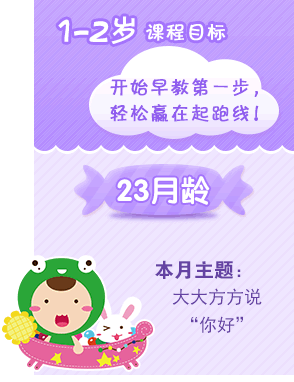 1-2岁 课程目标
开始早教第一步，
轻松赢在起跑线！
23月龄
本月主题：
大大方方说
“你好”